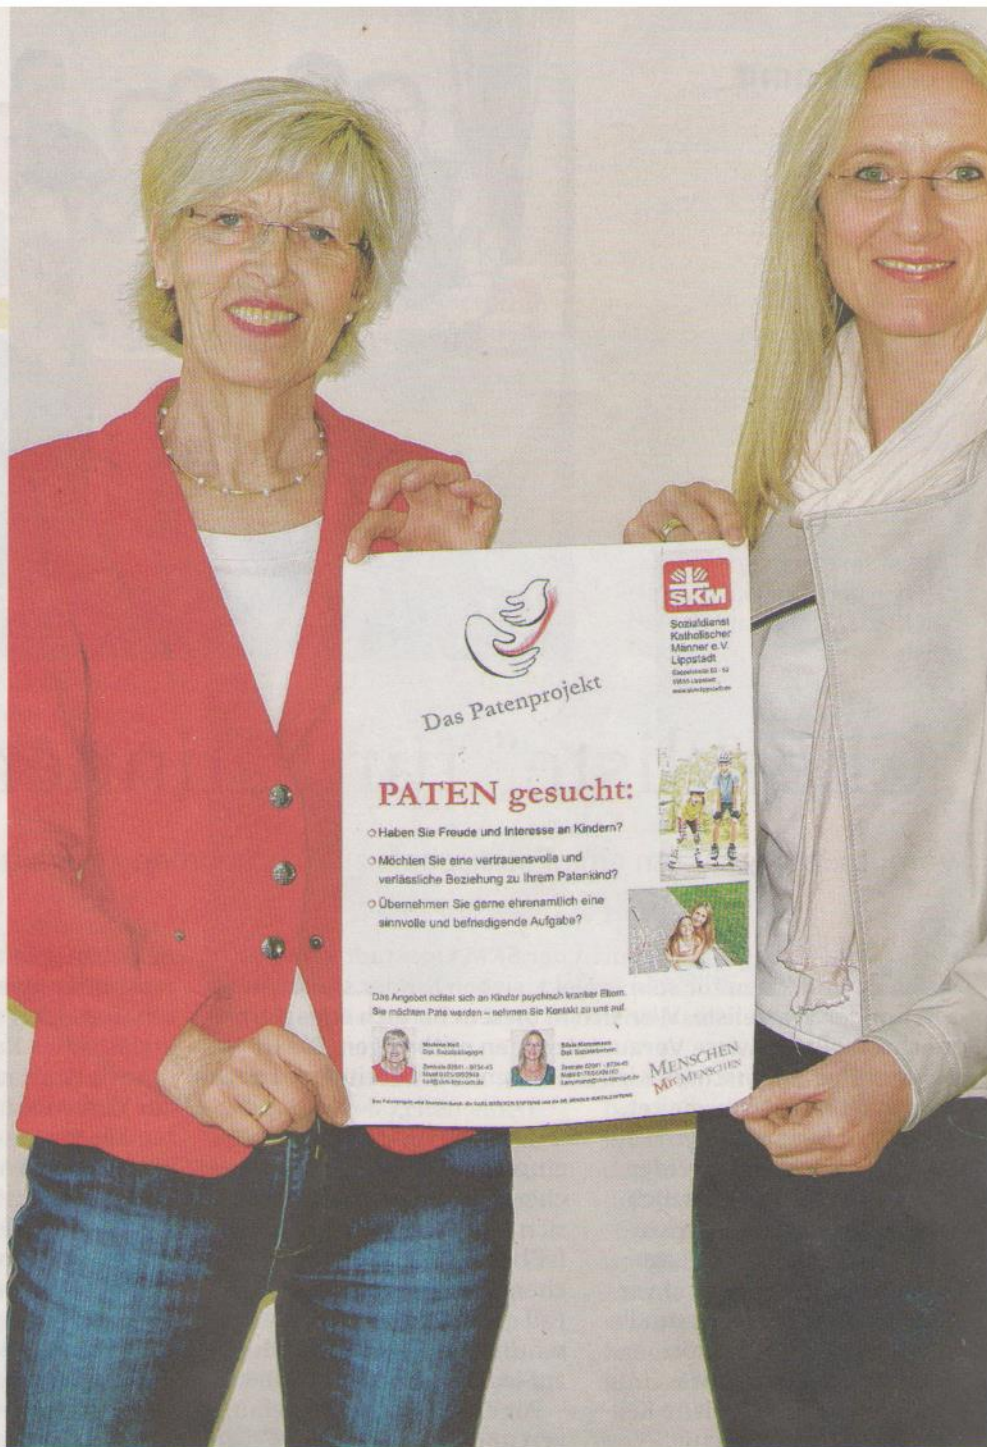 SKM
Sozialdienst
Katholischer
Männer e.V.
Lippstadt
Das Patenprojekt
PATEN gesucht:
Haben Sie Freude und Interesse an Kindern?
Möchten Sie eine vertrauensvolle und
verlässliche Beziehung zu Ihrem Patenkind?
Übernehmen Sie gerne ehrenamtlich eine
sinnvolle und befriedigende Aufgabe?
Das Angebot richtet sich an Kinder psychisch kranker Eltern.
Sie möchten Pate werden – nehmen Sie Kontakt zu uns auf.
MENSCHEN
MIT MENSCHEN